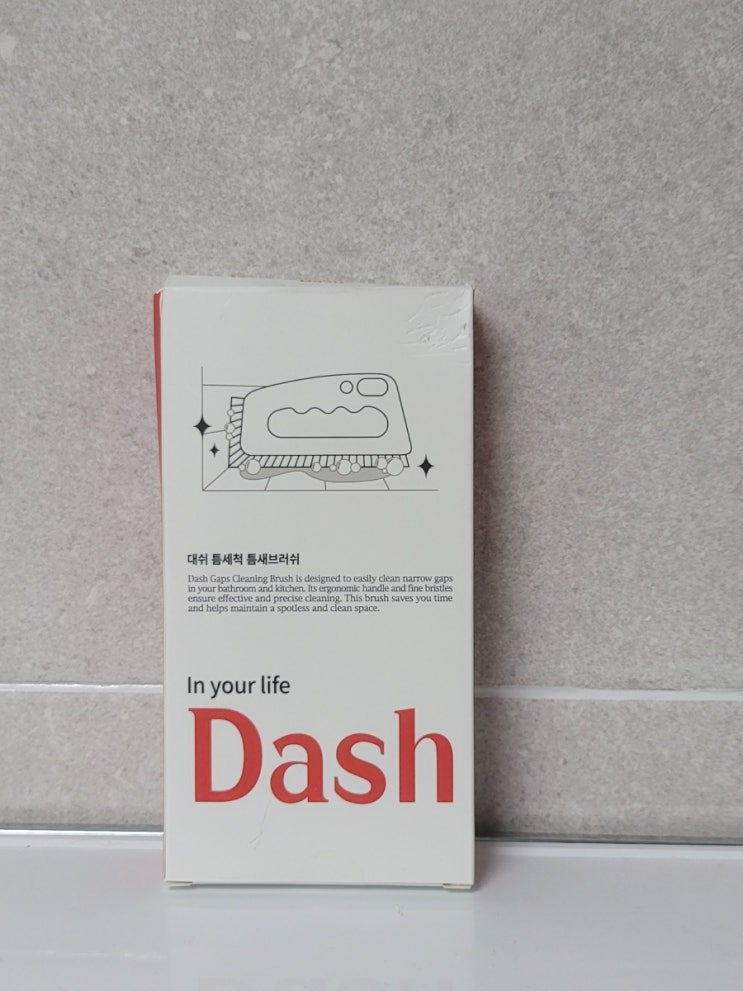 대쉬 틈세척 틈새브러쉬
Dash Gaps Cleaning Brush is designed to easily clean narrow gaps
in your bathroom and kitchen. Its ergonomic handle and fine bristles
ensure effective and precise cleaning. This brush saves you time
and helps maintain a spotless and clean space.
In your life
Dash